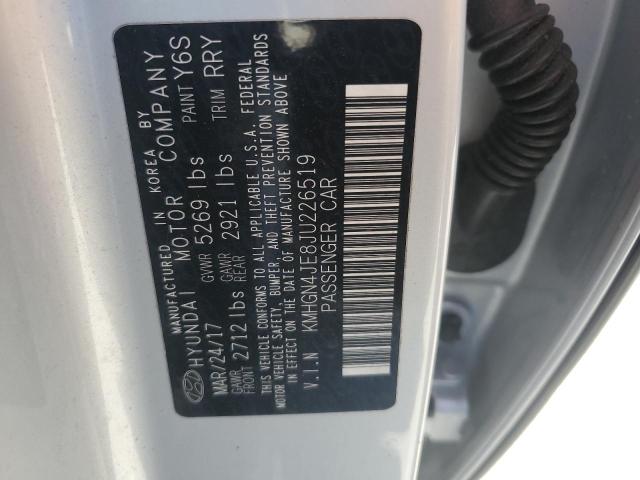 MANUFACTURED IN KOREA BY
HYUNDAI MOTOR COMPANY
MAR/24/17 GVWR 5269 lbs PAINT Y6S
GAWR FRONT 2712 lbs GAWR REAR 2921 lbs TRIM RRY
THIS VEHICLE CONFORMS TO ALL APPLICABLE U.S.A. FEDERAL
MOTOR VEHICLE SAFETY, BUMPER, AND THEFT PREVENTION STANDARDS
IN EFFECT ON THE DATE OF MANUFACTURE SHOWN ABOVE
V.I.N KMHGN4JE8JU226519
PASSENGER CAR